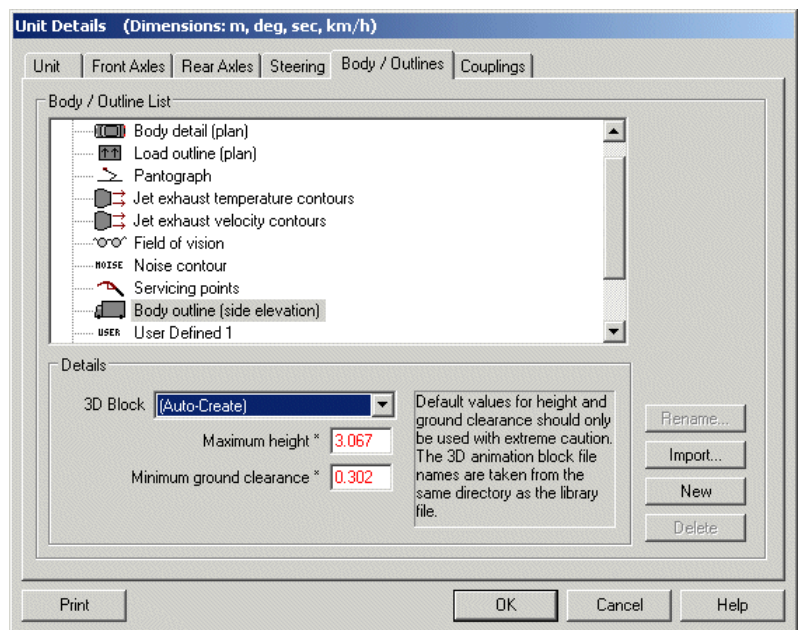 Unit Details (Dimensions: m, deg, sec, km/h)
Unit Front Axles Rear Axles Steering Body / Outlines Couplings
Body / Outline List
Body detail (plan)
Load outline (plan)
Pantograph
Jet exhaust temperature contours
Jet exhaust velocity contours
Field of vision
NOISE Noise contour
Servicing points
Body outline (side elevation)
USER User Defined 1
Details
3D Block (Auto-Create)
Maximum height * 3.067
Minimum ground clearance * 0.302
Default values for height and
ground clearance should only
be used with extreme caution.
The 3D animation block file
names are taken from the
same directory as the library
file.
Rename...
Import...
New
Delete
Print OK Cancel Help